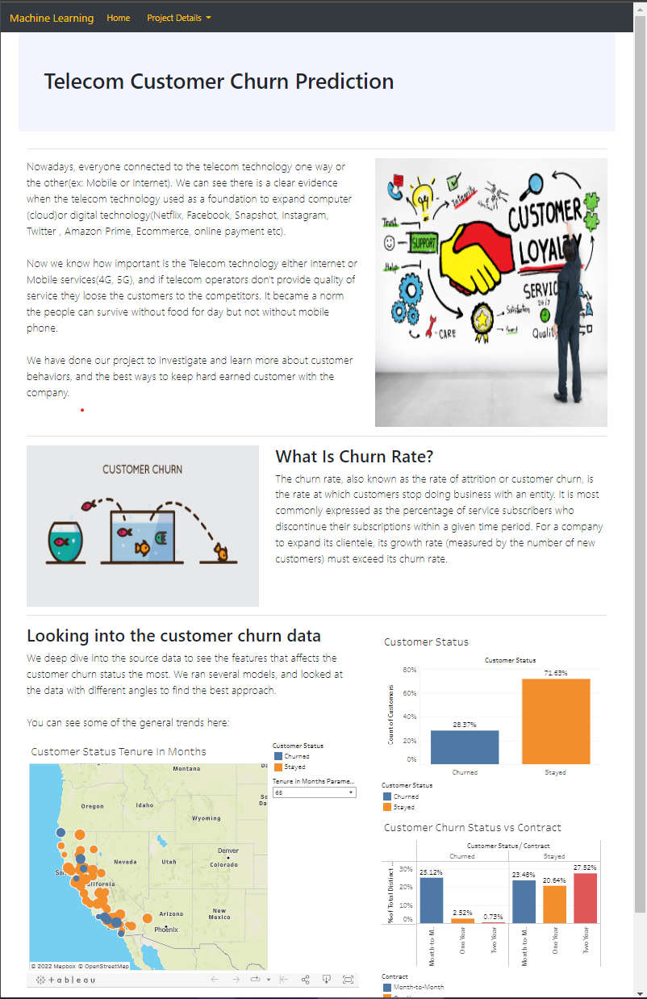 Machine Learning Home Project Details
Telecom Customer Churn Prediction
Nowadays, everyone connected to the telecom technology one way or
the other(ex: Mobile or Internet). We can see there is a clear evidence
when the telecom technology used as a foundation to expand computer
(cloud)or digital technology(Netflix, Facebook, Snapshot, Instagram,
Twitter , Amazon Prime, Ecommerce, online payment etc).
Now we know how important is the Telecom technology either Internet or
Mobile services(4G, 5G), and if telecom operators don't provide quality of
service they loose the customers to the competitors. It became a norm
the people can survive without food for day but not without mobile
phone.
We have done our project to investigate and learn more about customer
behaviors, and the best ways to keep hard earned customer with the
company.
Integrity
Trust
CUSTOMER
LOYALTY
SUPPORT
Help
SERVIC
24/7
Satisfaction
CARE
Quality
CUSTOMER CHURN
What Is Churn Rate?
The churn rate, also known as the rate of attrition or customer churn, is
the rate at which customers stop doing business with an entity. It is most
commonly expressed as the percentage of service subscribers who
discontinue their subscriptions within a given time period. For a company
to expand its clientele, its growth rate (measured by the number of new
customers) must exceed its churn rate.
Looking into the customer churn data
We deep dive into the source data to see the features that affects the
customer churn status the most. We ran several models, and looked at
the data with different angles to find the best approach.
You can see some of the general trends here:
Customer Status Tenure In Months
Customer Status
Churned
Stayed
Tenure in Months Parame...
65
Montana
Oregon
Idaho
Wyoming
Nevada
Utah
Denver
Colorado
California
Arizona
New
Mexico
Phoenix
© 2022 Mapbox © OpenStreetMap
+ableau
Customer Status
Customer Status
Count of Customers
80%
60%
40%
20%
0%
28.37%
71.63%
Churned
Stayed
Customer Status
Churned
Stayed
Customer Churn Status vs Contract
Customer Status / Contract
Churned
Stayed
% of Total Distinct ...
30%
20%
10%
0%
25.12%
2.52%
0.73%
23.48%
20.64%
27.52%
Month-to-M..
One Year
Two Year
Month-to-M..
One Year
Two Year
Contract
Month-to-Month